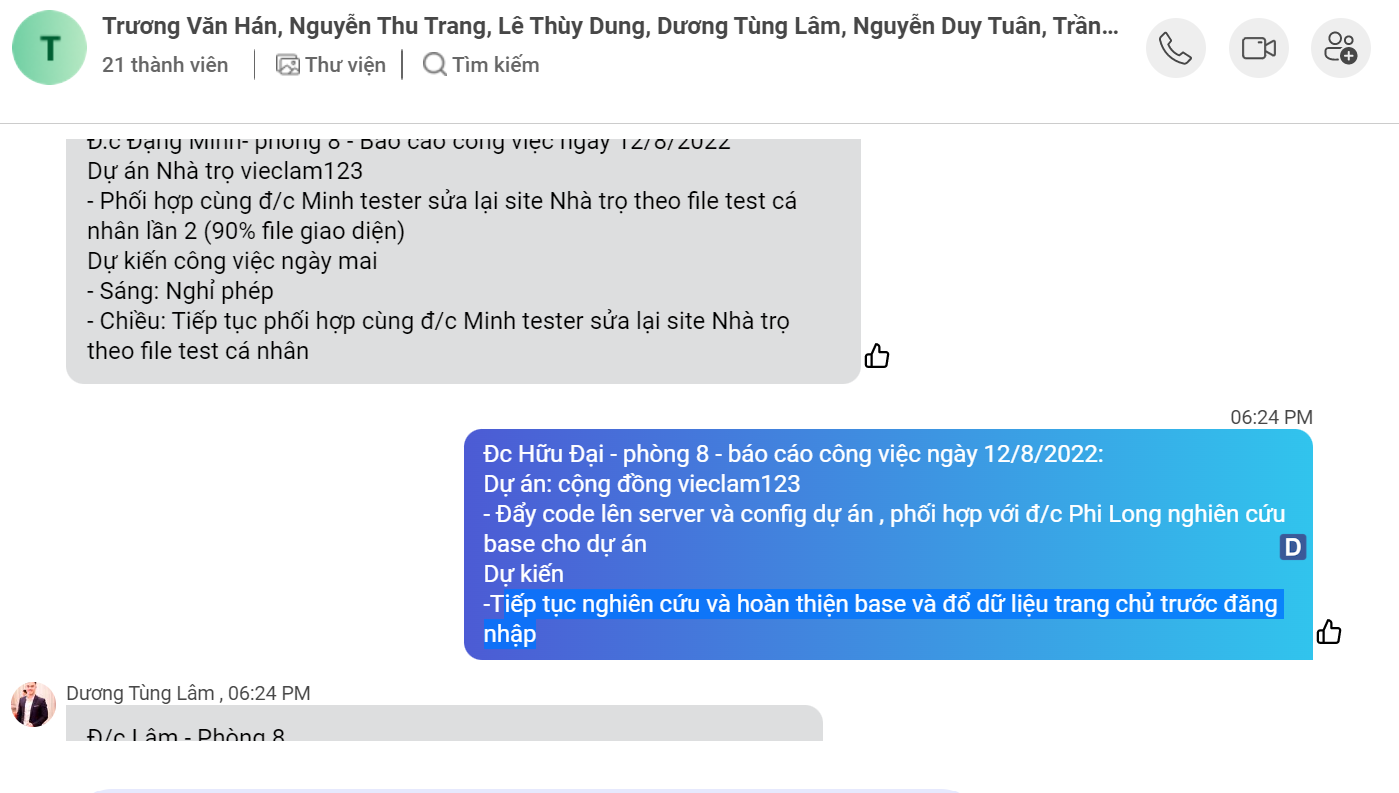 T
Trương Văn Hán, Nguyễn Thu Trang, Lê Thùy Dung, Dương Tùng Lâm, Nguyễn Duy Tuân, Trần...
21 thành viên
Thư viện
Tìm kiếm
Đ.c Đặng Minh- phòng 8 - Báo cáo công việc ngày 12/8/2022
Dự án Nhà trọ vieclam123
- Phối hợp cùng đ/c Minh tester sửa lại site Nhà trọ theo file test cá
nhân lần 2 (90% file giao diện)
Dự kiến công việc ngày mai
- Sáng: Nghỉ phép
- Chiều: Tiếp tục phối hợp cùng đ/c Minh tester sửa lại site Nhà trọ
theo file test cá nhân
06:24 PM
Đc Hữu Đại - phòng 8 - báo cáo công việc ngày 12/8/2022:
Dự án: cộng đồng vieclam123
- Đẩy code lên server và config dự án , phối hợp với đ/c Phi Long nghiên cứu
base cho dự án
D
Dự kiến
-Tiếp tục nghiên cứu và hoàn thiện base và đổ dữ liệu trang chủ trước đăng
nhập
Dương Tùng Lâm , 06:24 PM
Đ/c Lâm - Phòng 8